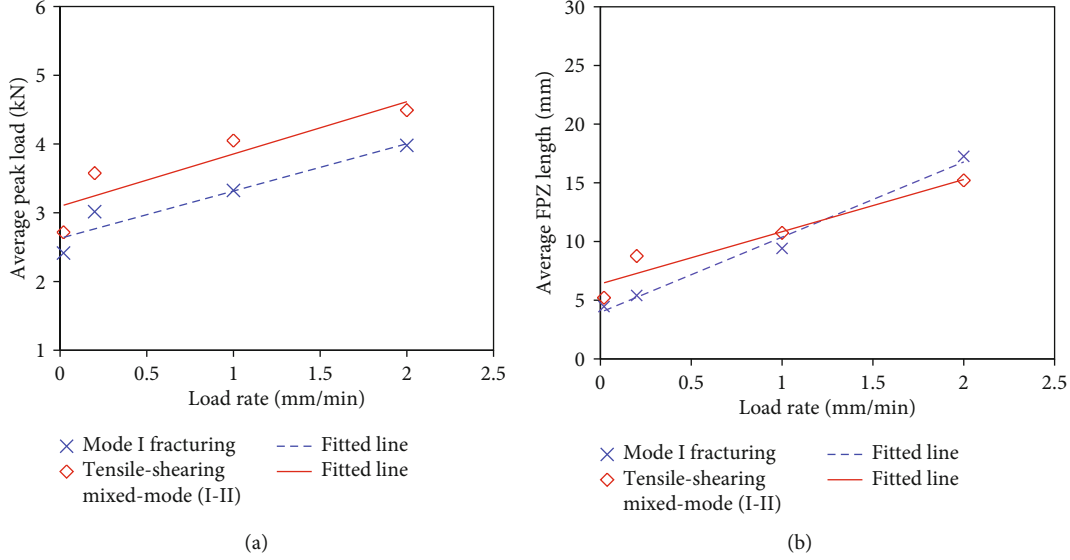 Average peak load (kN)
6
5
4
3
2
1
0
0.5
1
1.5
2
2.5
Load rate (mm/min)
Mode I fracturing
Fitted line
Tensile-shearing
mixed-mode (I-II)
Fitted line
(a)
Average FPZ length (mm)
30
25
20
15
10
5
0
0
0.5
1
1.5
2
2.5
Load rate (mm/min)
Mode I fracturing
Fitted line
Tensile-shearing
mixed-mode (I-II)
Fitted line
(b)